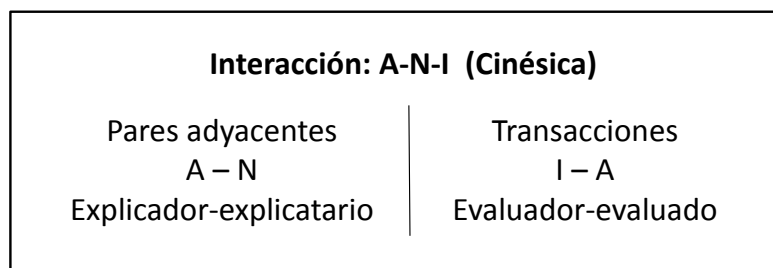 Interacción: A-N-I (Cinésica)
Pares adyacentes
A – N
Explicador-explicatario
Transacciones
I – A
Evaluador-evaluado